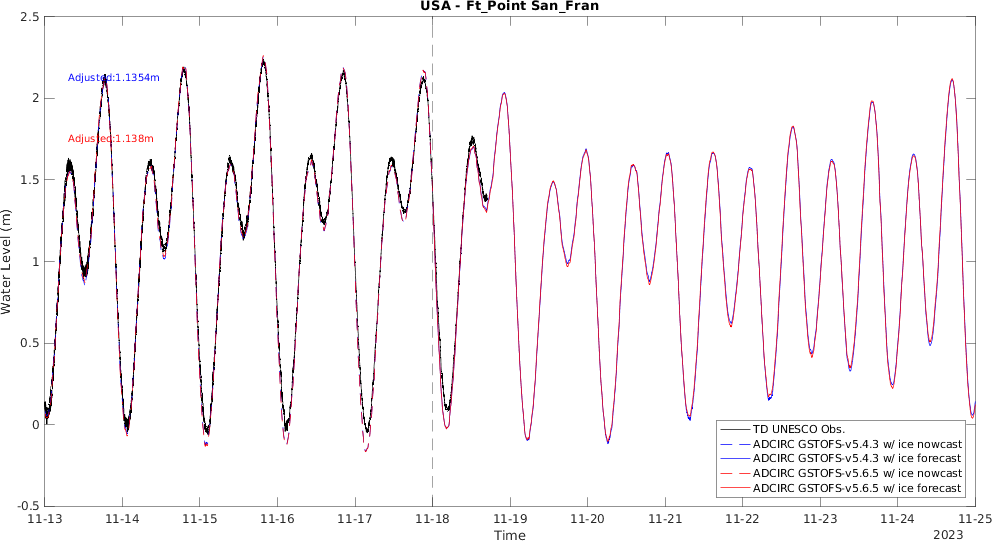 USA - Ft_Point San_Fran
2.5
2
1.5
1
0.5
0
-0.5
Water Level (m)
Adjusted:1.1354m
Adjusted:1.138m
TD UNESCO Obs.
ADCIRC GSTOFS-v5.4.3 w/ ice nowcast
ADCIRC GSTOFS-v5.4.3 w/ ice forecast
ADCIRC GSTOFS-v5.6.5 w/ ice nowcast
ADCIRC GSTOFS-v5.6.5 w/ ice forecast
11-13 11-14 11-15 11-16 11-17 11-18 11-19 11-20 11-21 11-22 11-23 11-24 11-25
Time
2023